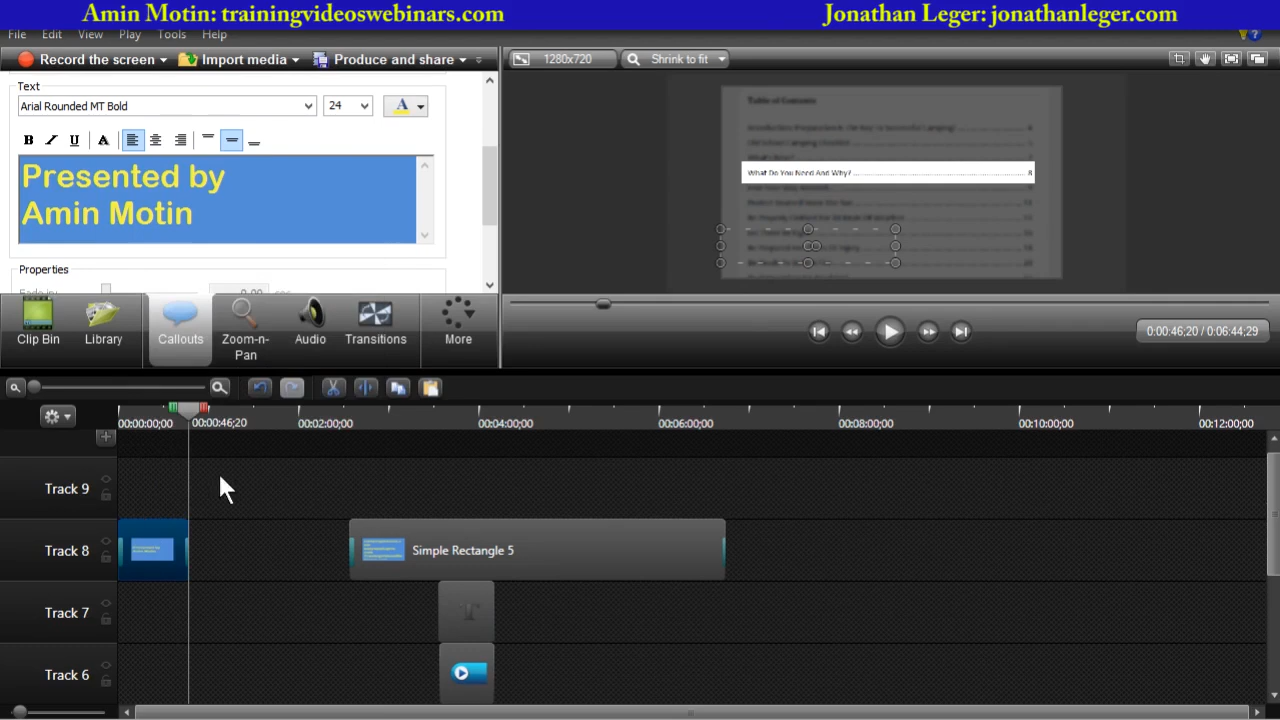 Amin Motin: trainingvideoswebinars.com
Jonathan Leger: jonathanleger.com
File Edit View Play Tools Help
Record the screen
Import media
Produce and share
1280x720
Shrink to fit
Text
Arial Rounded MT Bold
24
B
U
A
A
Presented by
Amin Motin
Properties
Table of Contents
What Do You Need And Why?
8
Clip Bin
Library
Callouts
Zoom-n-
Pan
Audio
Transitions
More
0:00:46;20 / 0:06:44;29
00:00:00;00
00:00:46;20
00:02:00;00
00:04:00;00
00:06:00;00
00:08:00;00
00:10:00;00
00:12:00;00
Track 9
Track 8
Simple Rectangle 5
Track 7
T
Track 6